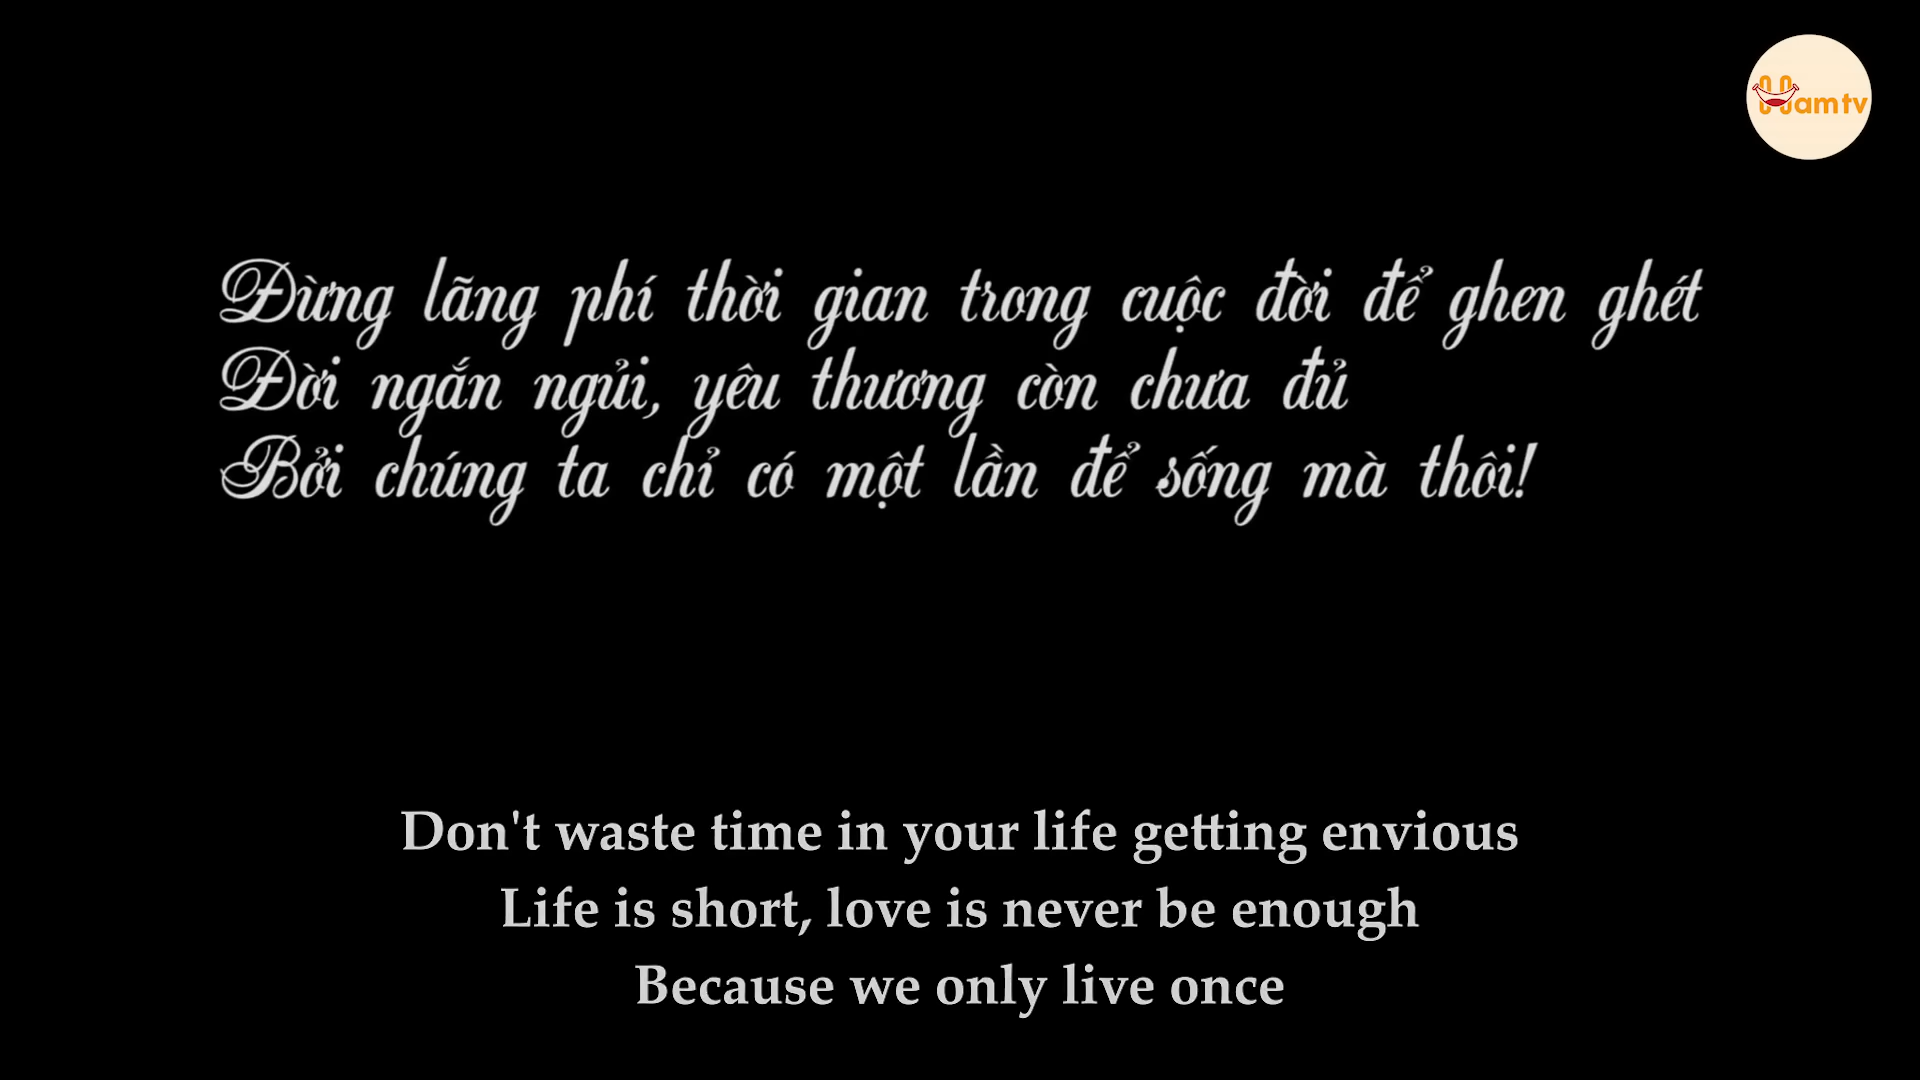 Hamtv
Đừng lãng phí thời gian trong cuộc đời để ghen ghét
Đời ngắn ngủi, yêu thương còn chưa đủ
Bởi chúng ta chỉ có một lần để sống mà thôi!
Don't waste time in your life getting envious
Life is short, love is never be enough
Because we only live once